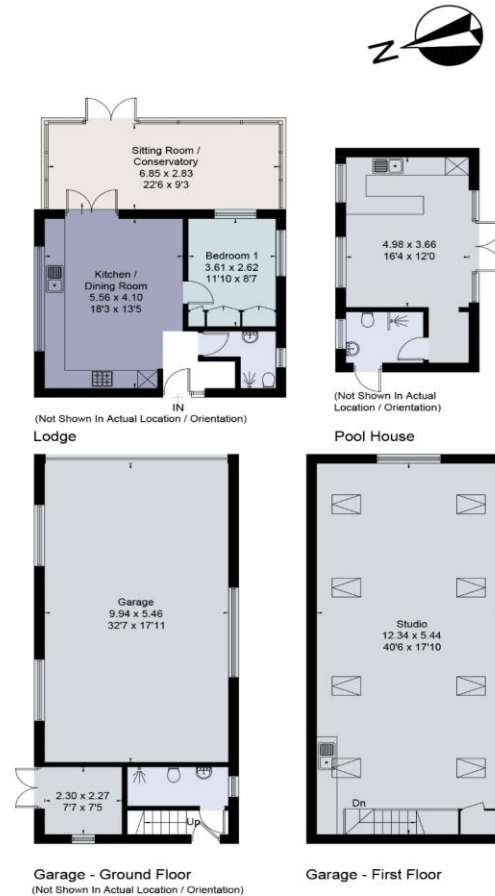 N
Sitting Room /
Conservatory
6.85 x 2.83
22'6 x 9'3
Kitchen /
Dining Room
5.56 x 4.10
18'3 x 13'5
Bedroom 1
3.61 x 2.62
11'10 x 8'7
IN
(Not Shown In Actual Location / Orientation)
Lodge
4.98 x 3.66
16'4 x 12'0
(Not Shown In Actual
Location / Orientation)
Pool House
Garage
9.94 x 5.46
32'7 x 17'11
2.30 x 2.27
7'7 x 7'5
Up
Garage - Ground Floor
(Not Shown In Actual Location / Orientation)
Studio
12.34 x 5.44
40'6 x 17'10
Dn
Garage - First Floor